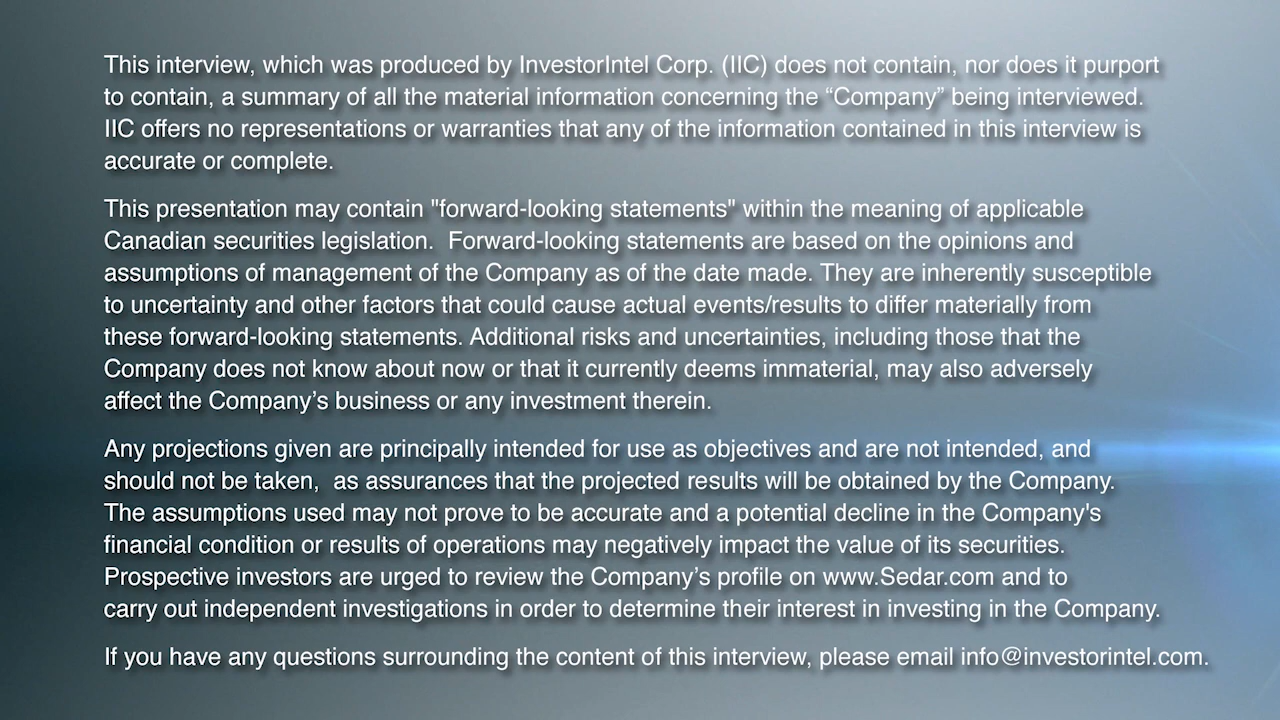 This interview, which was produced by InvestorIntel Corp. (IIC) does not contain, nor does it purport
to contain, a summary of all the material information concerning the “Company” being interviewed.
IIC offers no representations or warranties that any of the information contained in this interview is
accurate or complete.
This presentation may contain "forward-looking statements" within the meaning of applicable
Canadian securities legislation.  Forward-looking statements are based on the opinions and
assumptions of management of the Company as of the date made. They are inherently susceptible
to uncertainty and other factors that could cause actual events/results to differ materially from
these forward-looking statements. Additional risks and uncertainties, including those that the
Company does not know about now or that it currently deems immaterial, may also adversely
affect the Company’s business or any investment therein.
Any projections given are principally intended for use as objectives and are not intended, and
should not be taken,  as assurances that the projected results will be obtained by the Company.
The assumptions used may not prove to be accurate and a potential decline in the Company's
financial condition or results of operations may negatively impact the value of its securities.
Prospective investors are urged to review the Company’s profile on www.Sedar.com and to
carry out independent investigations in order to determine their interest in investing in the Company.
If you have any questions surrounding the content of this interview, please email info@investorintel.com.